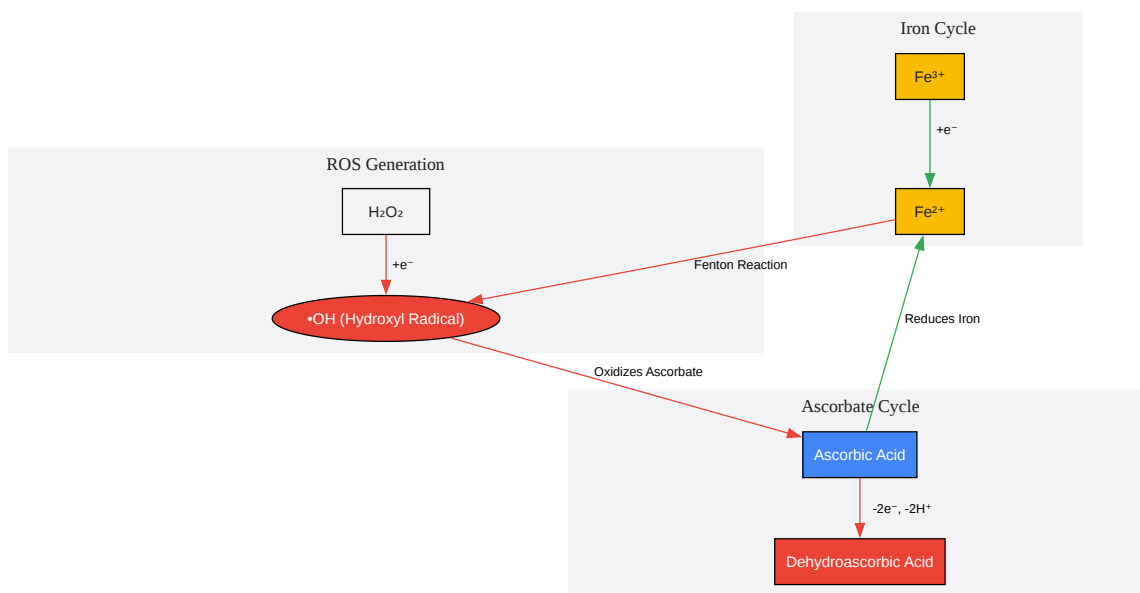 Iron Cycle
Fe³⁺
+e⁻
ROS Generation
H₂O₂
Fe²⁺
+e⁻
Fenton Reaction
•OH (Hydroxyl Radical)
Reduces Iron
Oxidizes Ascorbate
Ascorbate Cycle
Ascorbic Acid
-2e⁻, -2H⁺
Dehydroascorbic Acid